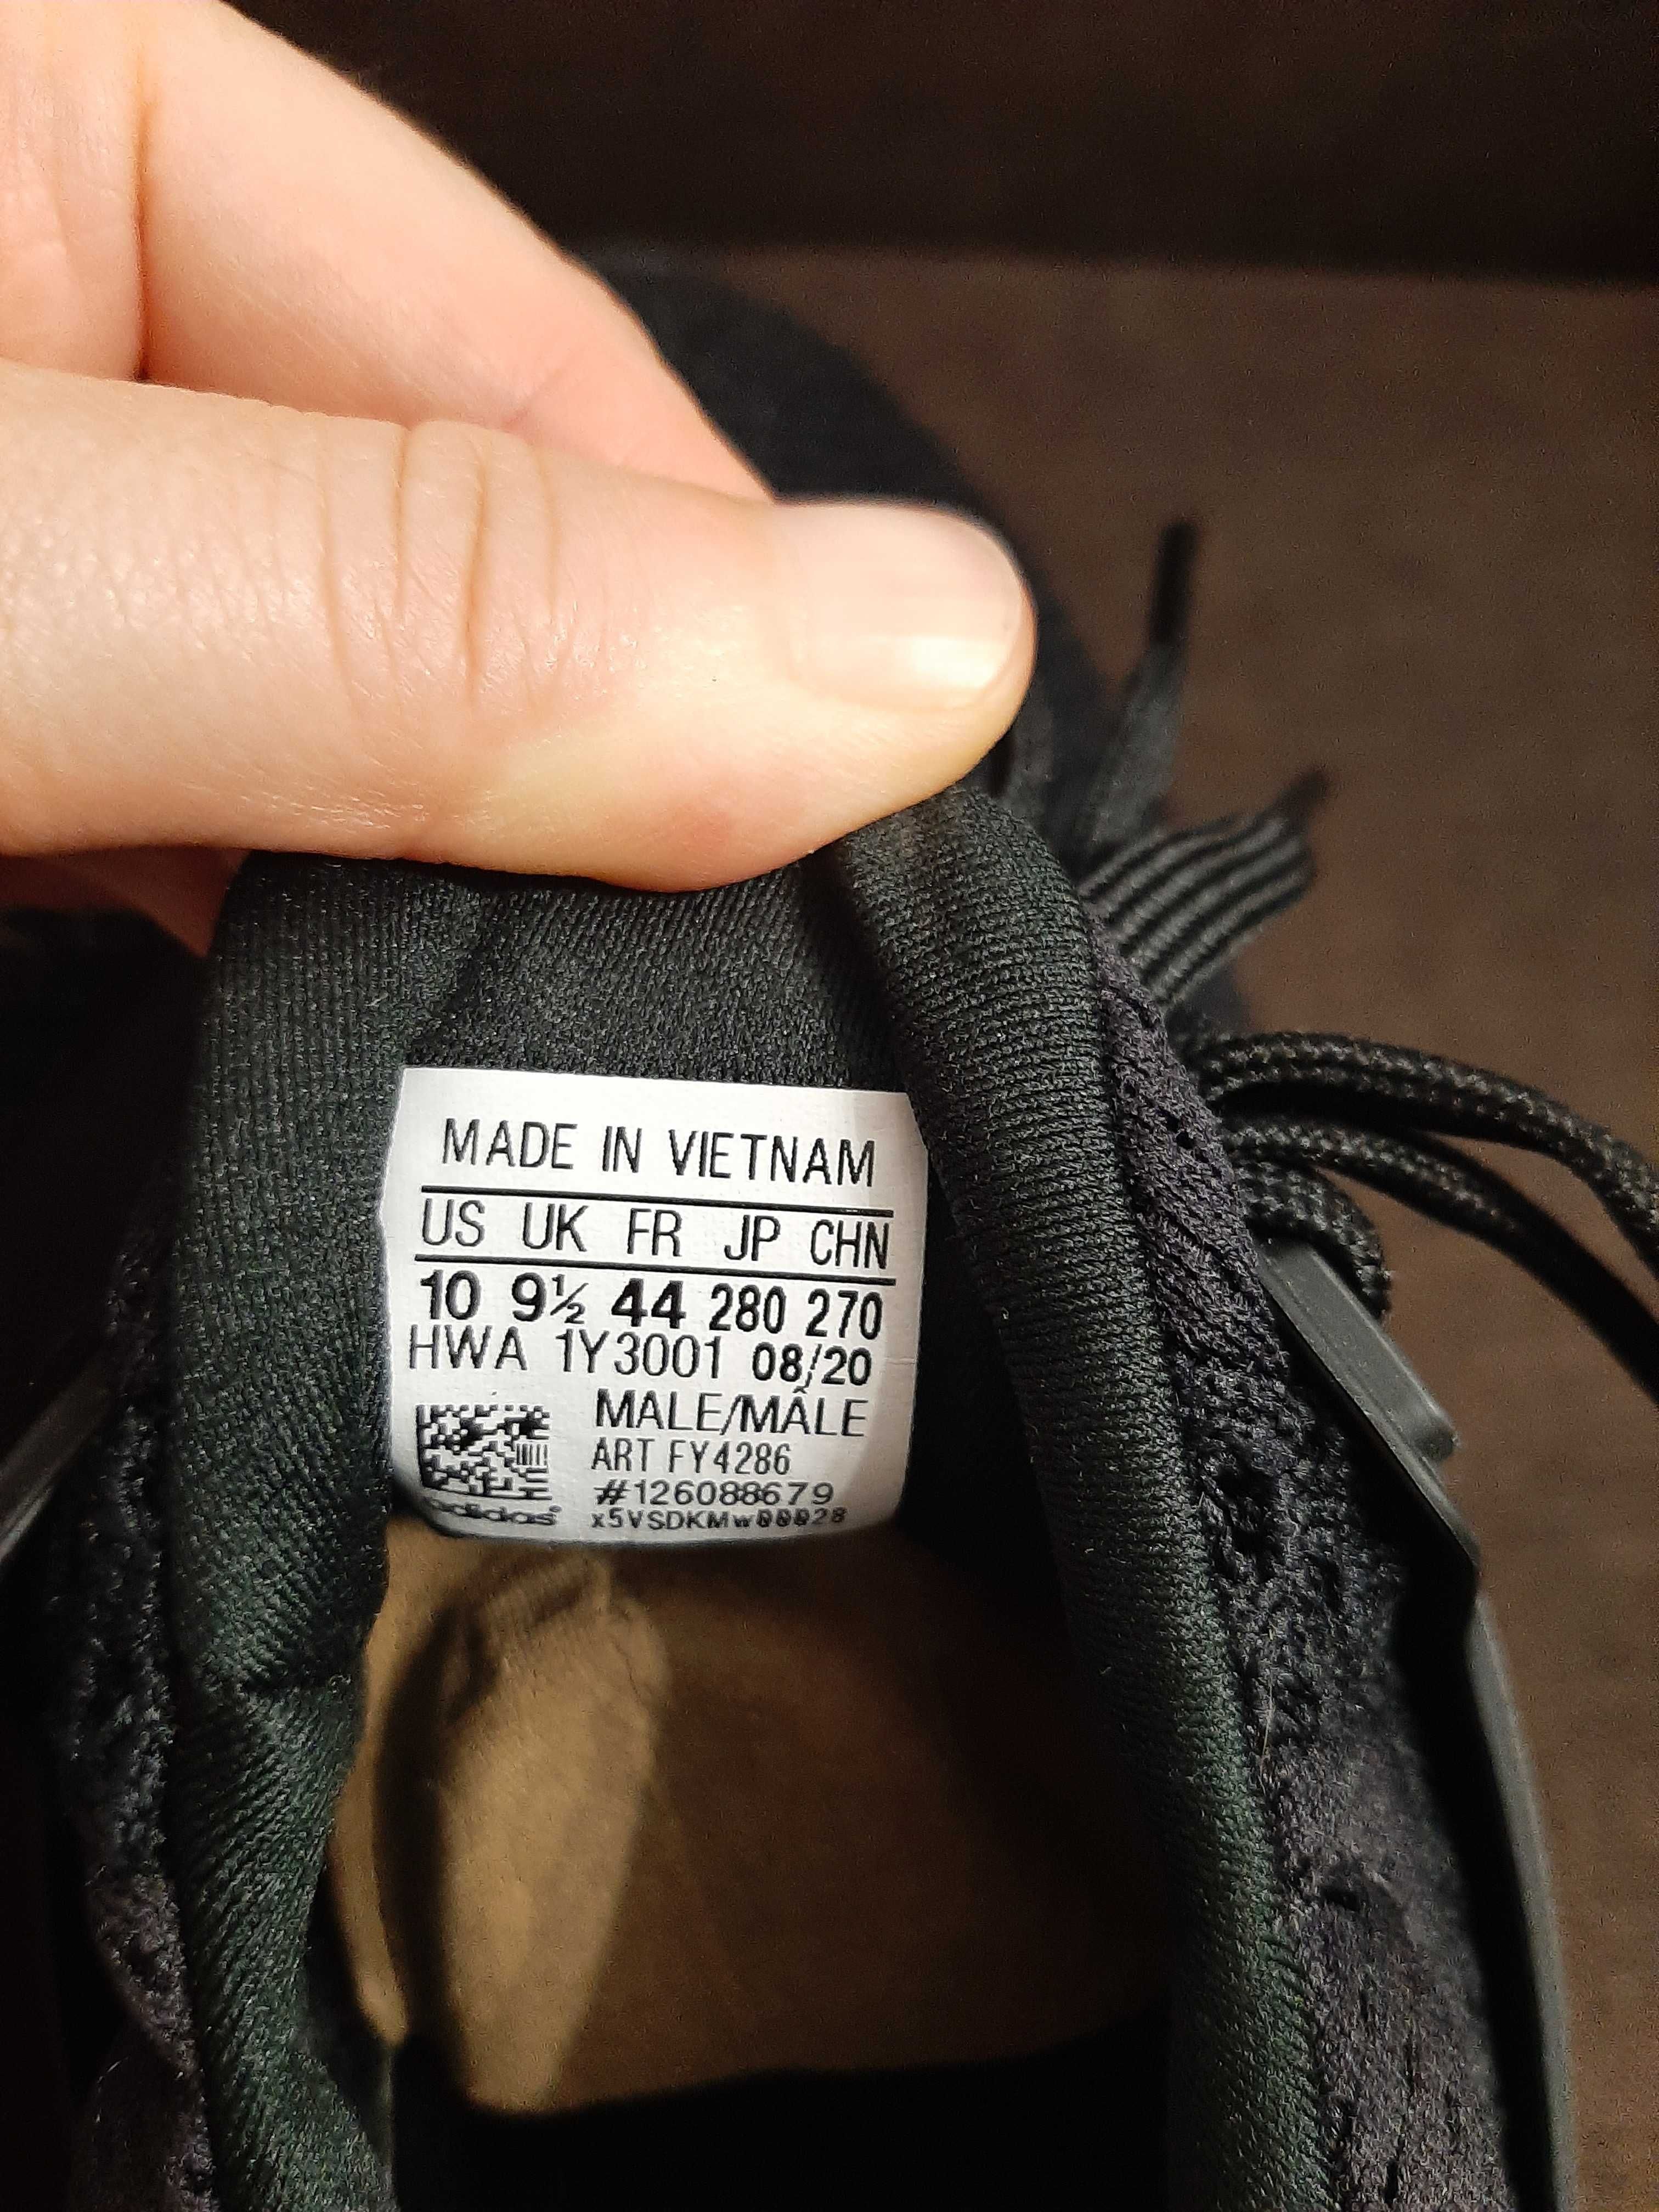 MADE IN VIETNAM
US UK FR JP CHN
10 9½ 44 280 270
HWA 1Y3001 08/20
MALE/MÂLE
ART FY4286
#126088679
adidas®
x5VSDKMw00028